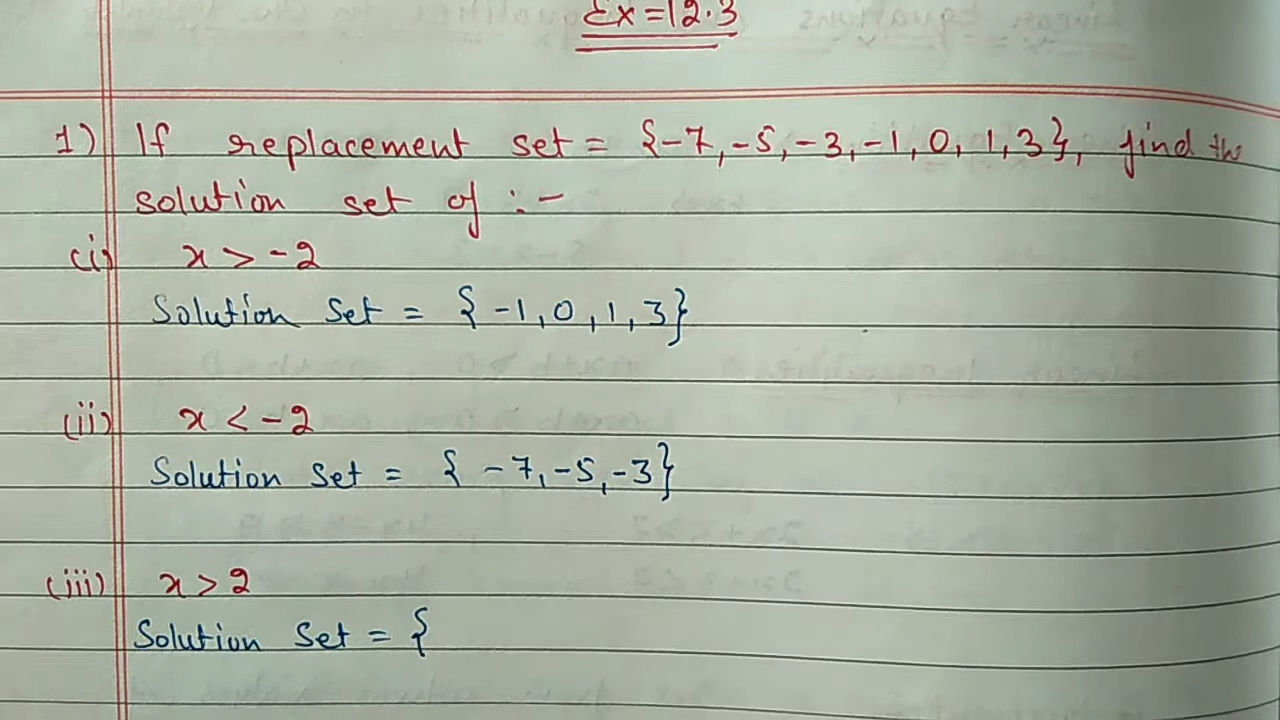 Ex=12.3
1) If replacement set = {-7, -5, -3, -1, 0, 1, 3}, find the
solution set of :-
(i) x > -2
Solution Set = { -1, 0, 1, 3}
(ii) x < -2
Solution Set = { -7, -5, -3}
(iii) x > 2
Solution Set = {